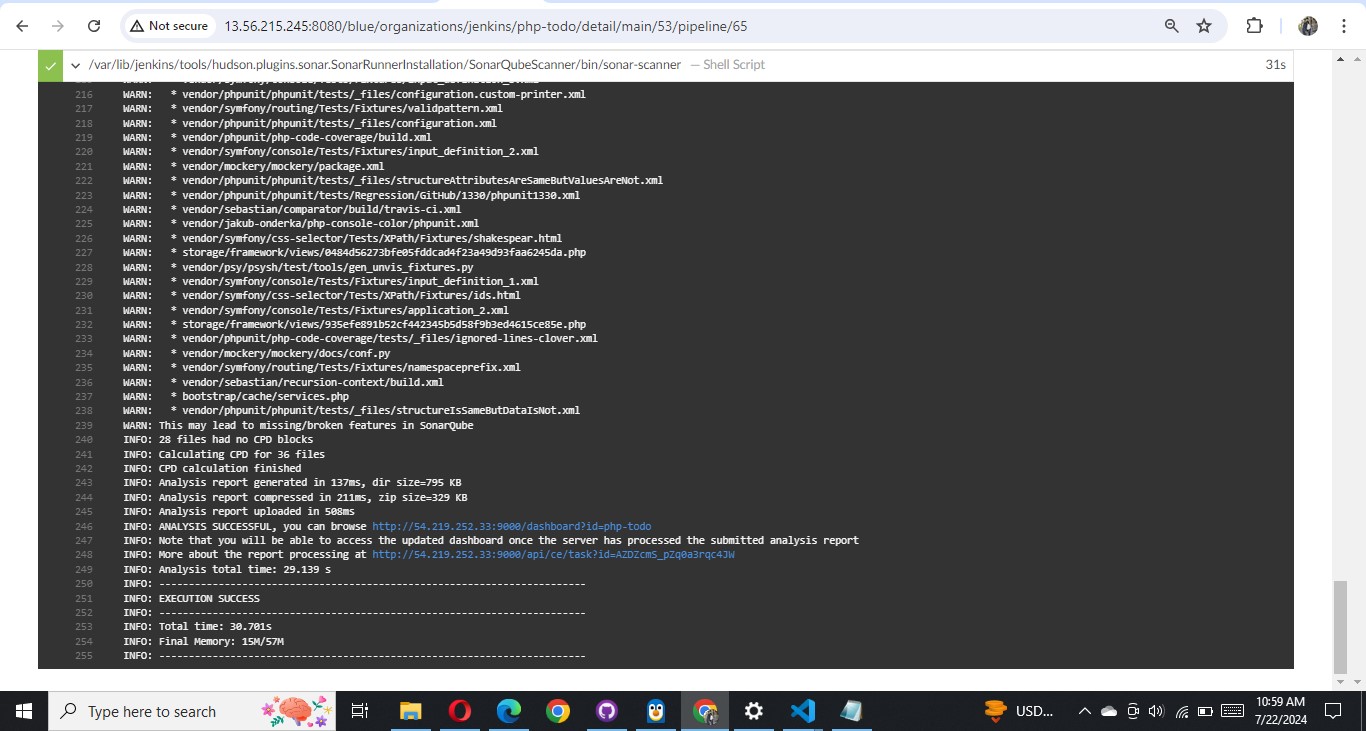 Not secure 13.56.215.245:8080/blue/organizations/jenkins/php-todo/detail/main/53/pipeline/65
/var/lib/jenkins/tools/hudson.plugins.sonar.SonarRunnerInstallation/SonarQubeScanner/bin/sonar-scanner — Shell Script 31s
216 WARN: * vendor/phpunit/phpunit/tests/_files/configuration.custom-printer.xml
217 WARN: * vendor/symfony/routing/Tests/Fixtures/validpattern.xml
218 WARN: * vendor/phpunit/phpunit/tests/_files/configuration.xml
219 WARN: * vendor/phpunit/php-code-coverage/build.xml
220 WARN: * vendor/symfony/console/Tests/Fixtures/input_definition_2.xml
221 WARN: * vendor/mockery/mockery/package.xml
222 WARN: * vendor/phpunit/phpunit/tests/_files/structureAttributesAreSameButValuesAreNot.xml
223 WARN: * vendor/phpunit/phpunit/tests/Regression/GitHub/1330/phpunit1330.xml
224 WARN: * vendor/sebastian/comparator/build/travis-ci.xml
225 WARN: * vendor/jakub-onderka/php-console-color/phpunit.xml
226 WARN: * vendor/symfony/css-selector/Tests/XPath/Fixtures/shakespear.html
227 WARN: * storage/framework/views/0484d56273bfe05fddcad4f23a49d93faa6245da.php
228 WARN: * vendor/psy/psysh/test/tools/gen_unvis_fixtures.py
229 WARN: * vendor/symfony/console/Tests/Fixtures/input_definition_1.xml
230 WARN: * vendor/symfony/css-selector/Tests/XPath/Fixtures/ids.html
231 WARN: * vendor/symfony/console/Tests/Fixtures/application_2.xml
232 WARN: * storage/framework/views/935efe891b52cf442345b5d58f9b3ed4615ce85e.php
233 WARN: * vendor/phpunit/php-code-coverage/tests/_files/ignored-lines-clover.xml
234 WARN: * vendor/mockery/mockery/docs/conf.py
235 WARN: * vendor/symfony/routing/Tests/Fixtures/namespaceprefix.xml
236 WARN: * vendor/sebastian/recursion-context/build.xml
237 WARN: * bootstrap/cache/services.php
238 WARN: * vendor/phpunit/phpunit/tests/_files/structureIsSameButDataIsNot.xml
239 WARN: This may lead to missing/broken features in SonarQube
240 INFO: 28 files had no CPD blocks
241 INFO: Calculating CPD for 36 files
242 INFO: CPD calculation finished
243 INFO: Analysis report generated in 137ms, dir size=795 KB
244 INFO: Analysis report compressed in 211ms, zip size=329 KB
245 INFO: Analysis report uploaded in 508ms
246 INFO: ANALYSIS SUCCESSFUL, you can browse http://54.219.252.33:9000/dashboard?id=php-todo
247 INFO: Note that you will be able to access the updated dashboard once the server has processed the submitted analysis report
248 INFO: More about the report processing at http://54.219.252.33:9000/api/ce/task?id=AZDZcmS_pZq0a3rqc4JW
249 INFO: Analysis total time: 29.139 s
250 INFO: ------------------------------------------------------------------------
251 INFO: EXECUTION SUCCESS
252 INFO: ------------------------------------------------------------------------
253 INFO: Total time: 30.701s
254 INFO: Final Memory: 15M/57M
255 INFO: ------------------------------------------------------------------------
Type here to search
USD...
10:59 AM
7/22/2024